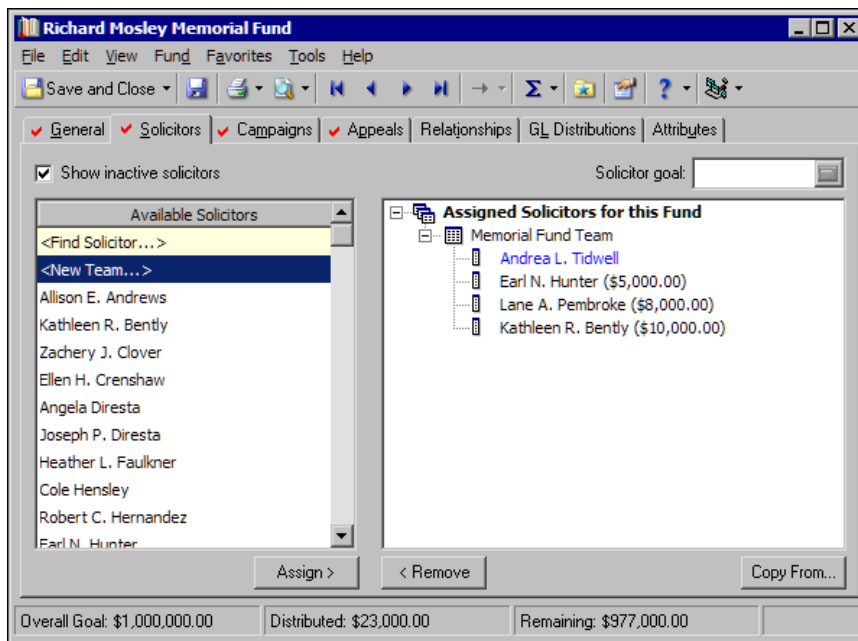 Richard Mosley Memorial Fund
File Edit View Fund Favorites Tools Help
Save and Close
General Solicitors Campaigns Appeals Relationships GL Distributions Attributes
Show inactive solicitors Solicitor goal:
Available Solicitors
<Find Solicitor...>
<New Team...>
Allison E. Andrews
Kathleen R. Bently
Zachery J. Clover
Ellen H. Crenshaw
Angela Diresta
Joseph P. Diresta
Heather L. Faulkner
Cole Hensley
Robert C. Hernandez
Earl N. Hunter
Assigned Solicitors for this Fund
Memorial Fund Team
Andrea L. Tidwell
Earl N. Hunter ($5,000.00)
Lane A. Pembroke ($8,000.00)
Kathleen R. Bently ($10,000.00)
Assign > < Remove Copy From...
Overall Goal: $1,000,000.00 Distributed: $23,000.00 Remaining: $977,000.00